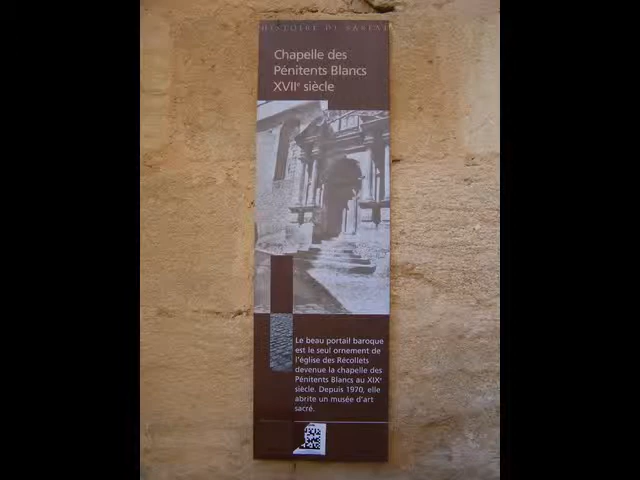 HISTOIRE DE SARLAT
Chapelle des
Pénitents Blancs
XVIIe siècle
Le beau portail baroque
est le seul ornement de
l'église des Récollets
devenue la chapelle des
Pénitents Blancs au XIXe
siècle. Depuis 1970, elle
abrite un musée d'art
sacré.